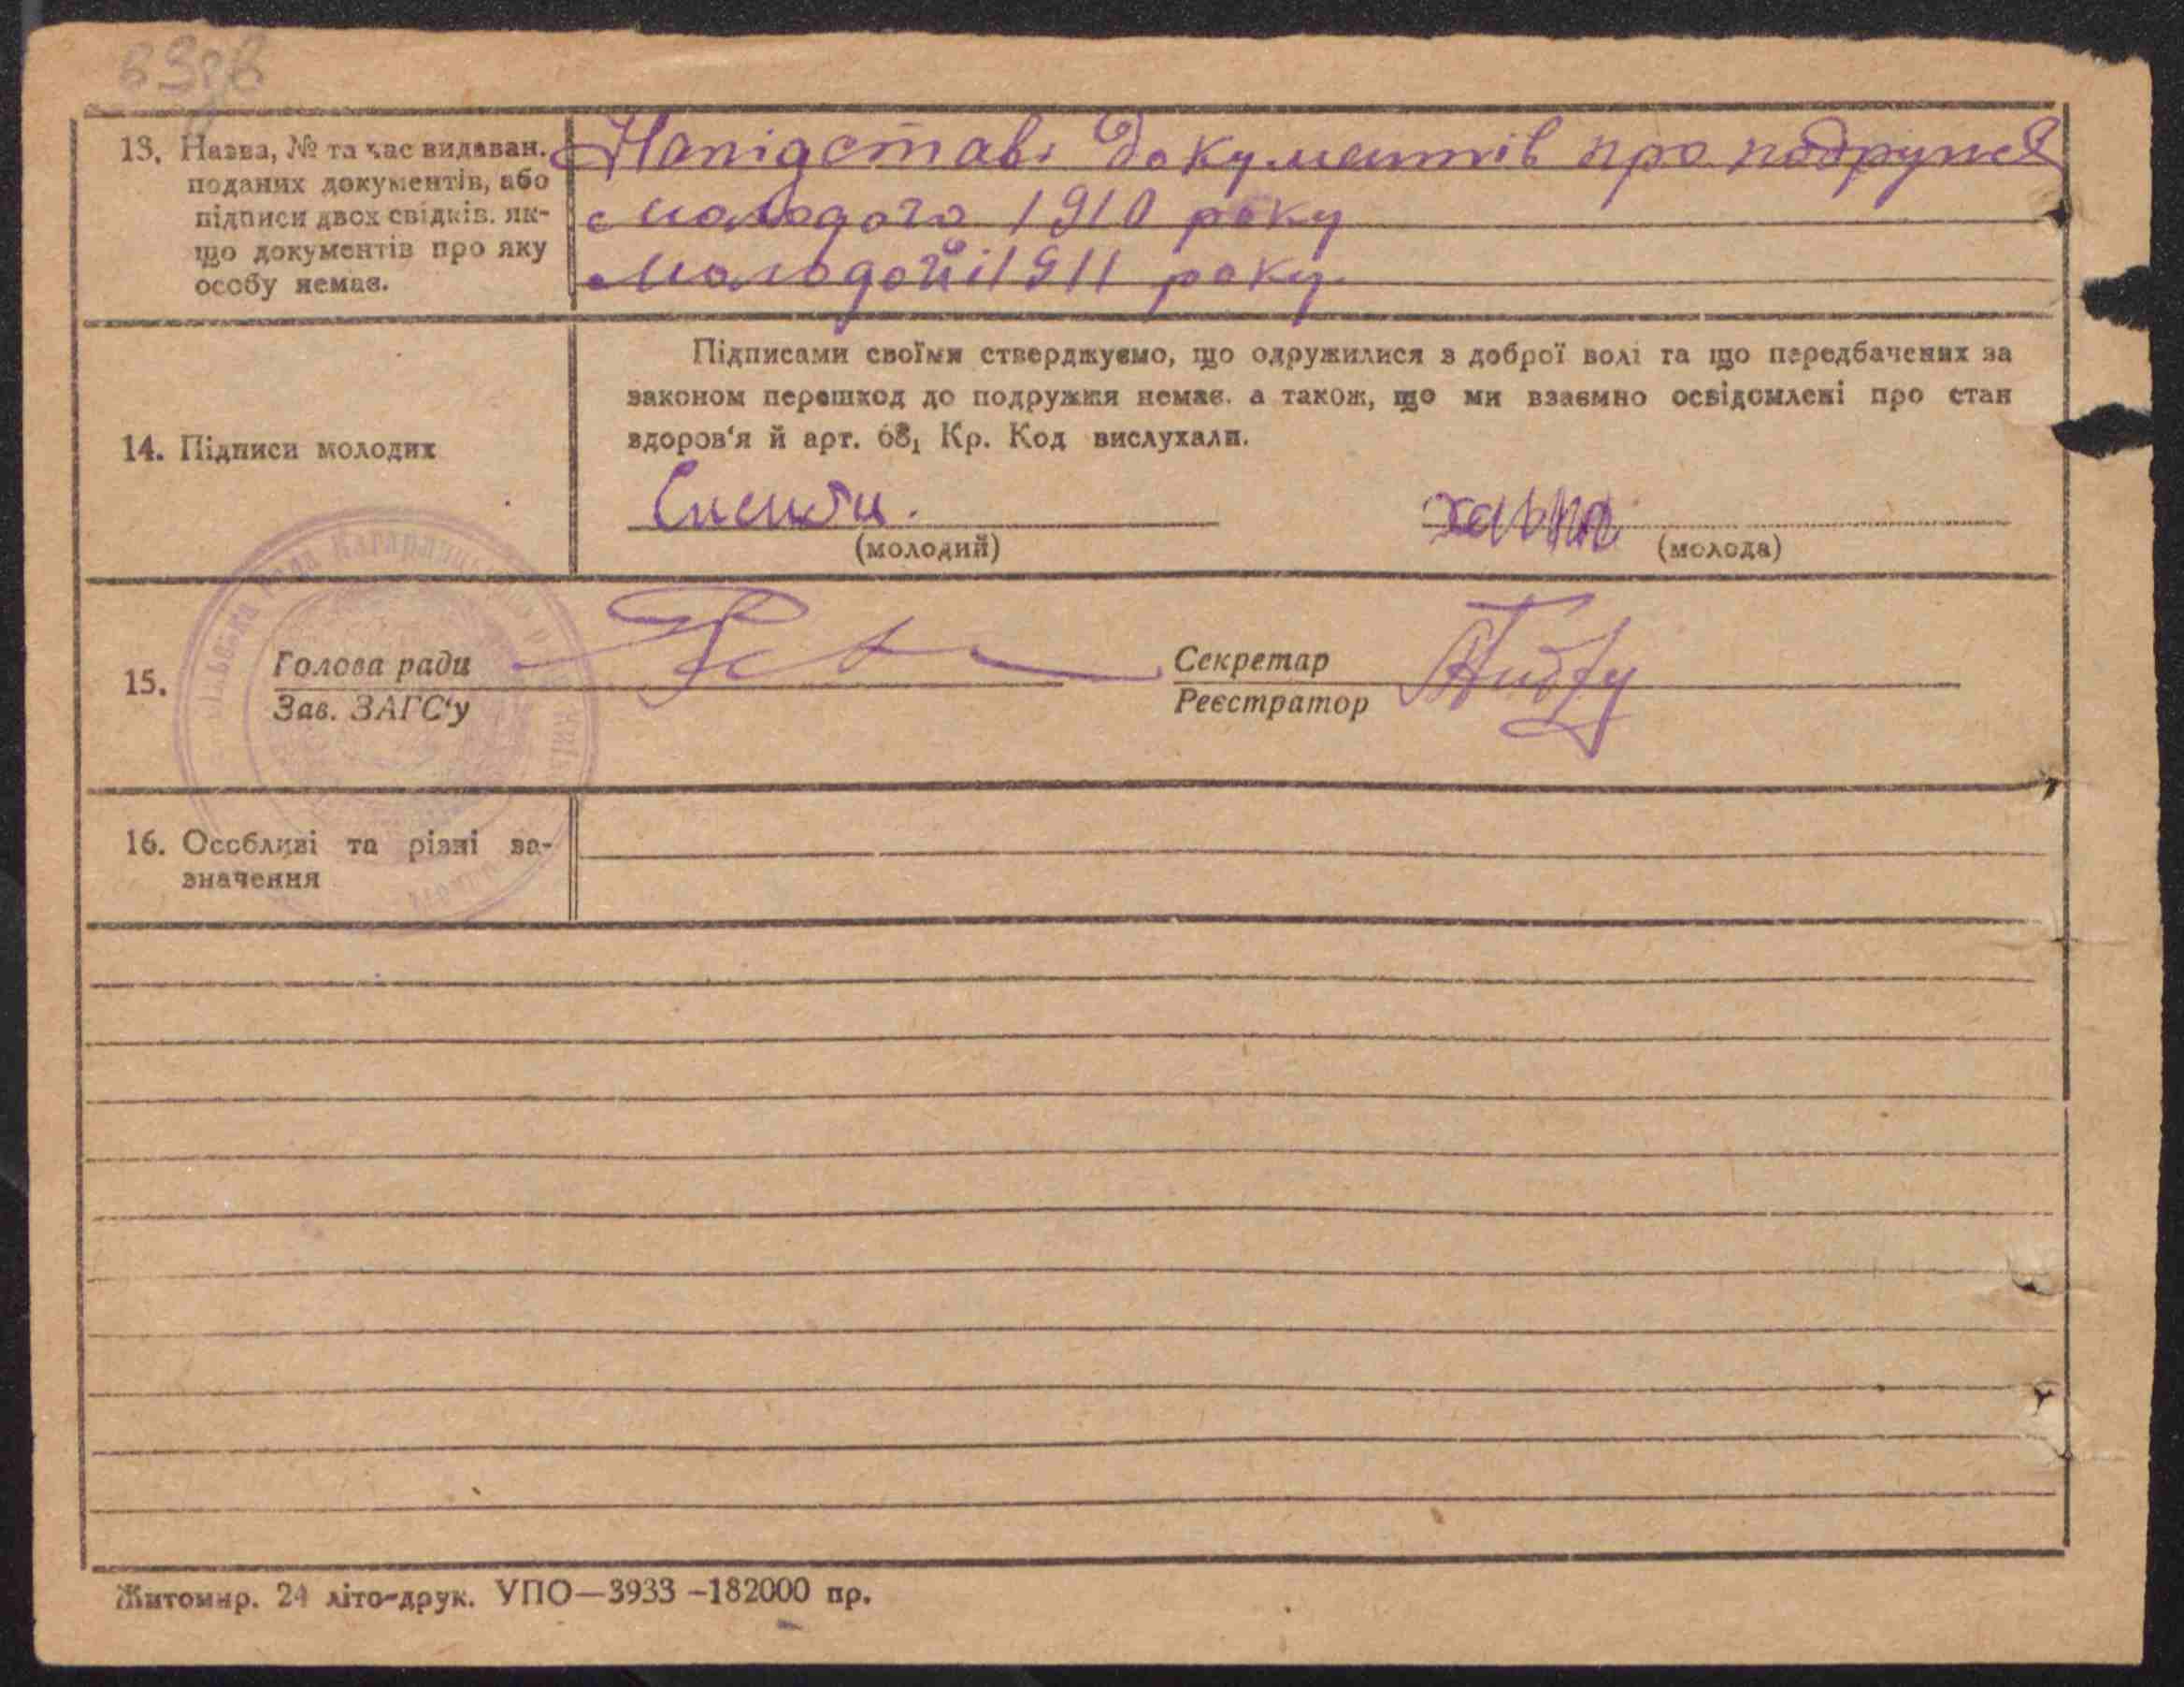 13. Назва, № та час видаван.
поданих документів, або
підписи двох свідків. як-
що документів про яку
особу немає.
На підставі документів про подружжя
молодого 1910 року
молодойі 1911 року
14. Підписи молодих
Підписами своїми стверджуємо, що одружилися з доброї волі та що передбачених за
законом перешкод до подружжя немає. а також, що ми взаємно освідомлені про стан
здоров'я й арт. 68₁ Кр. Код вислухали.
(молодий)
(молода)
15.
Голова ради
Зав. ЗАГС'у
Секретар
Реєстратор
16. Особливі та різні за-
значення
Житомир. 24 літо-друк. УПО—3933 —182000 пр.